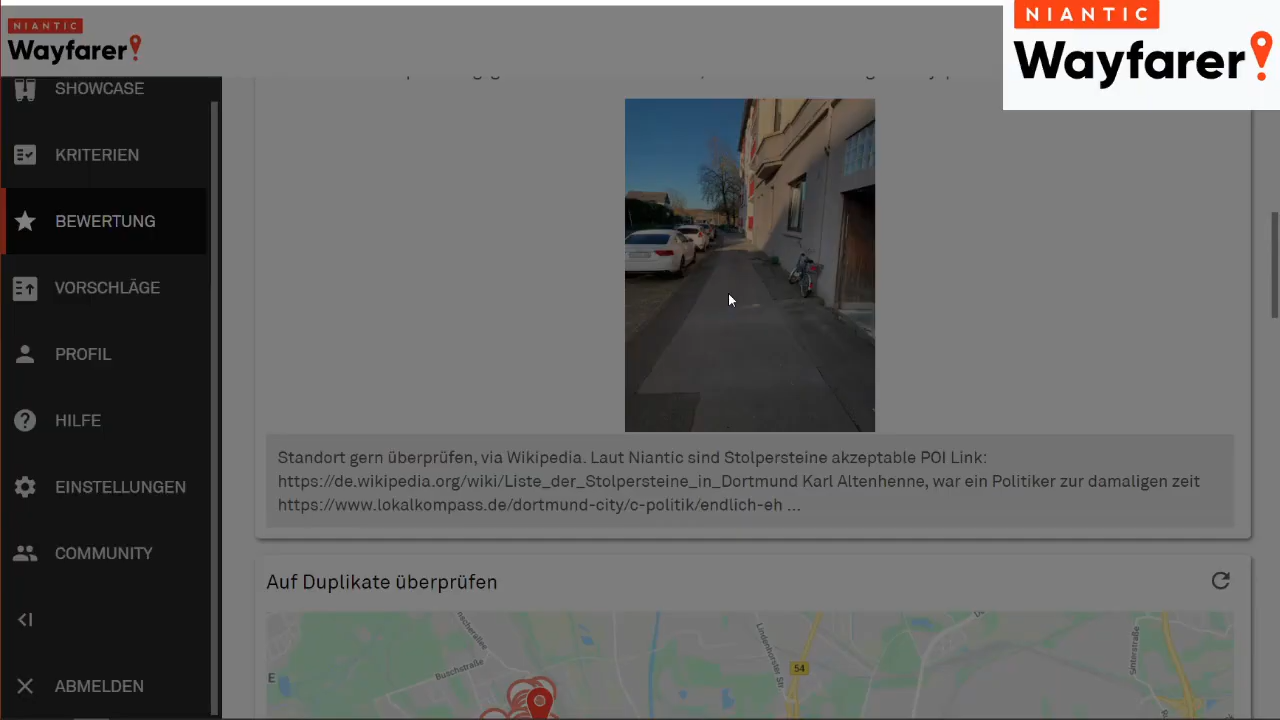 NIANTIC
Wayfarer!
NIANTIC
Wayfarer!
SHOWCASE
KRITERIEN
BEWERTUNG
VORSCHLÄGE
PROFIL
HILFE
EINSTELLUNGEN
COMMUNITY
ABMELDEN
Standort gern überprüfen, via Wikipedia. Laut Niantic sind Stolpersteine akzeptable POI Link:
https://de.wikipedia.org/wiki/Liste_der_Stolpersteine_in_Dortmund Karl Altenhenne, war ein Politiker zur damaligen zeit
https://www.lokalkompass.de/dortmund-city/c-politik/endlich-eh ...
Auf Duplikate überprüfen
Buschstraße
Lindenhorster Str
54
E